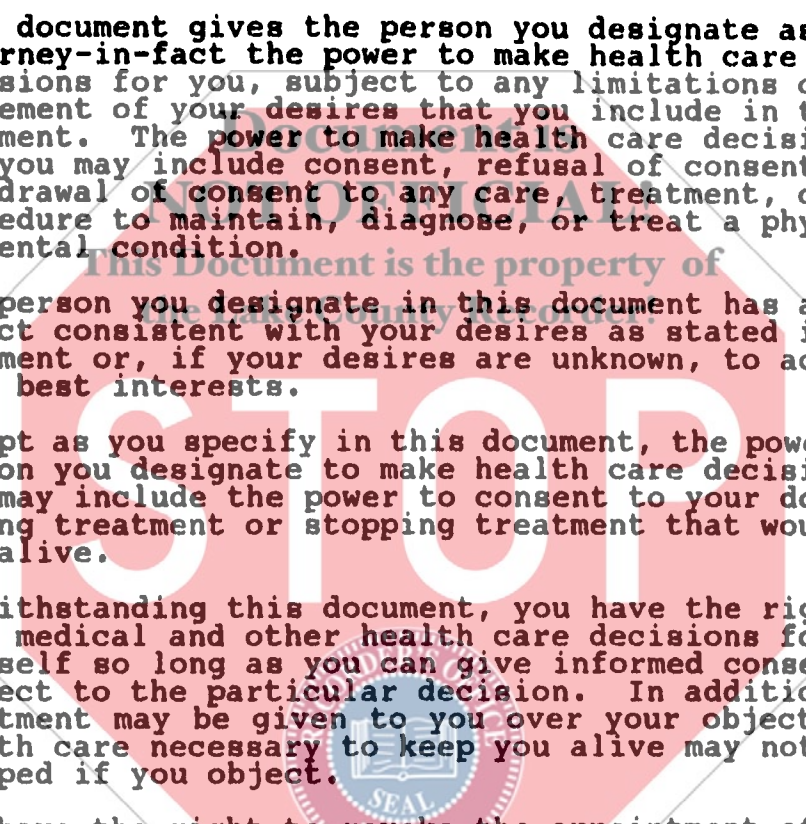 document gives the person you designate as
rney-in-fact the power to make health care
sions for you, subject to any limitations o
ement of your desires that you include in t
Document is
ment.  The power to make health care decisi
you may include consent, refusal of consent
drawal of consent to any care, treatment, o
NOT OFFICIAL!
edure to maintain, diagnose, or treat a phy
ental condition.
This Document is the property of
the Lake County Recorder!
person you designate in this document has a
ct consistent with your desires as stated i
ment or, if your desires are unknown, to ac
best interests.
STOP
pt as you specify in this document, the powe
on you designate to make health care decisi
may include the power to consent to your do
ng treatment or stopping treatment that wou
alive.
ithstanding this document, you have the rig
medical and other health care decisions fo
self so long as you can give informed conse
ect to the particular decision.  In additio
tment may be given to you over your object
th care necessary to keep you alive may not
ped if you object.
RECORDER'S OFFICE
SEAL